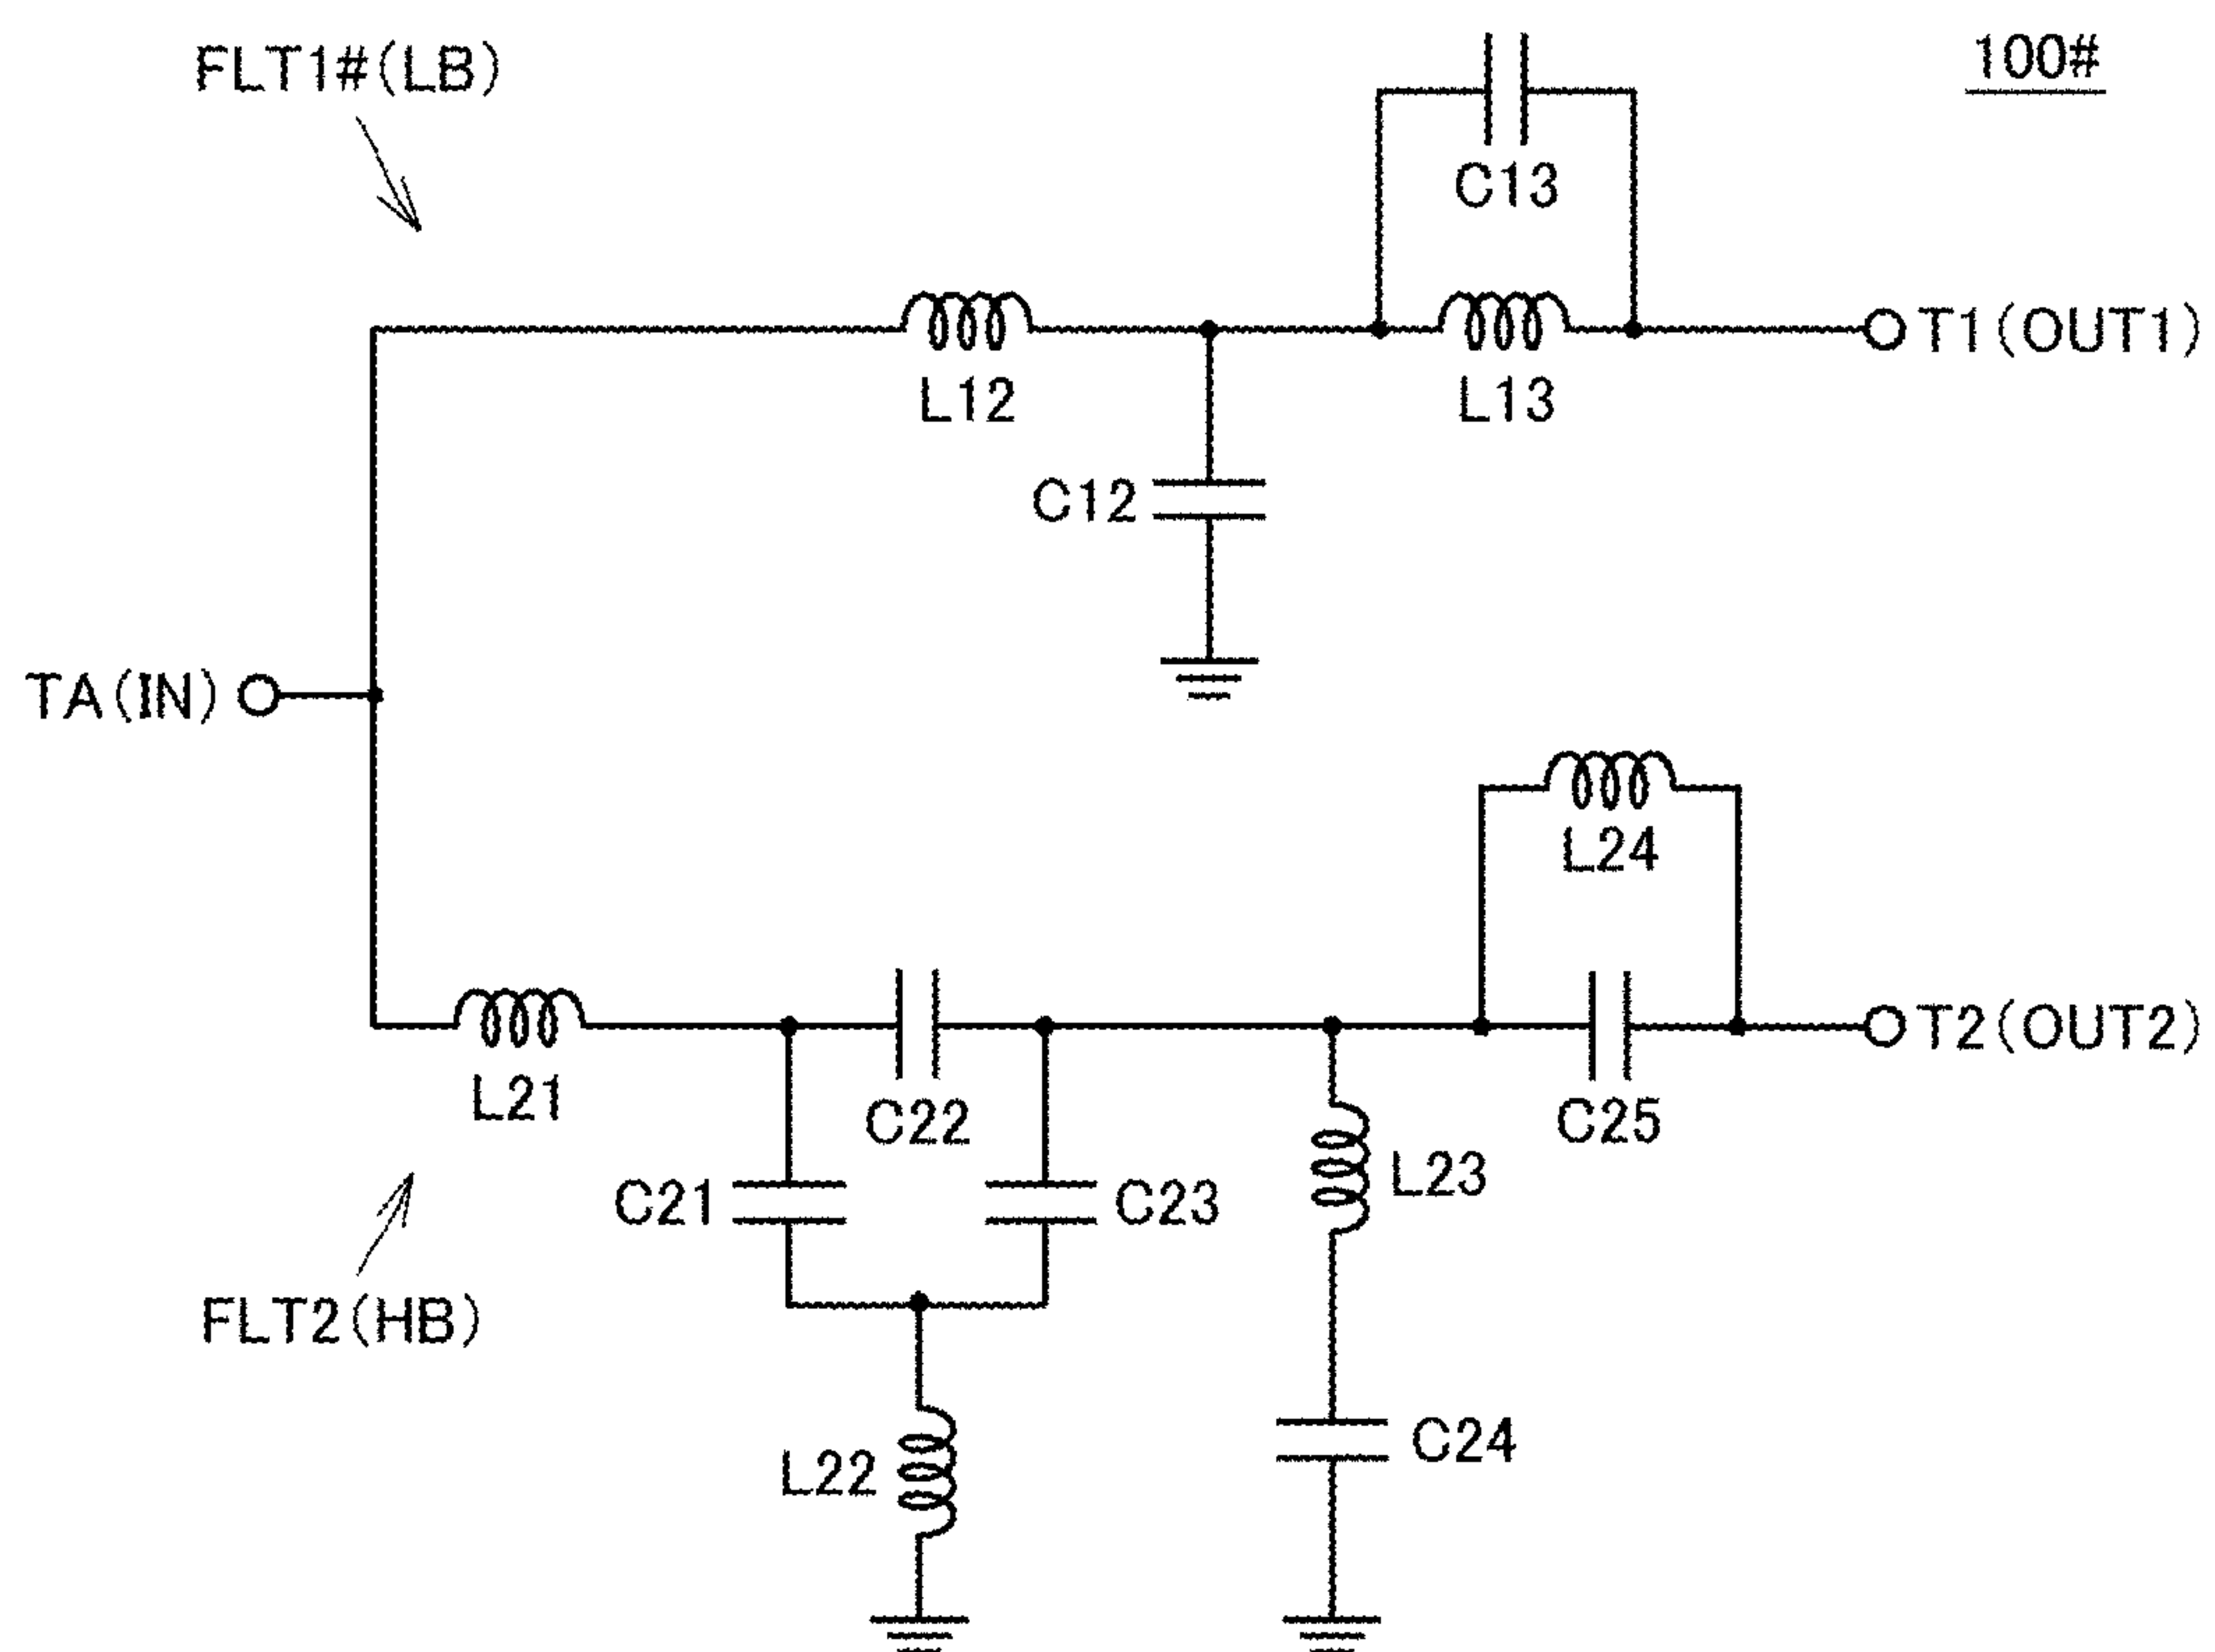 FLT1#(LB)
100#
C13
L12
L13
T1(OUT1)
C12
TA(IN)
L24
L21
C22
C25
T2(OUT2)
C21
C23
L23
FLT2(HB)
L22
C24